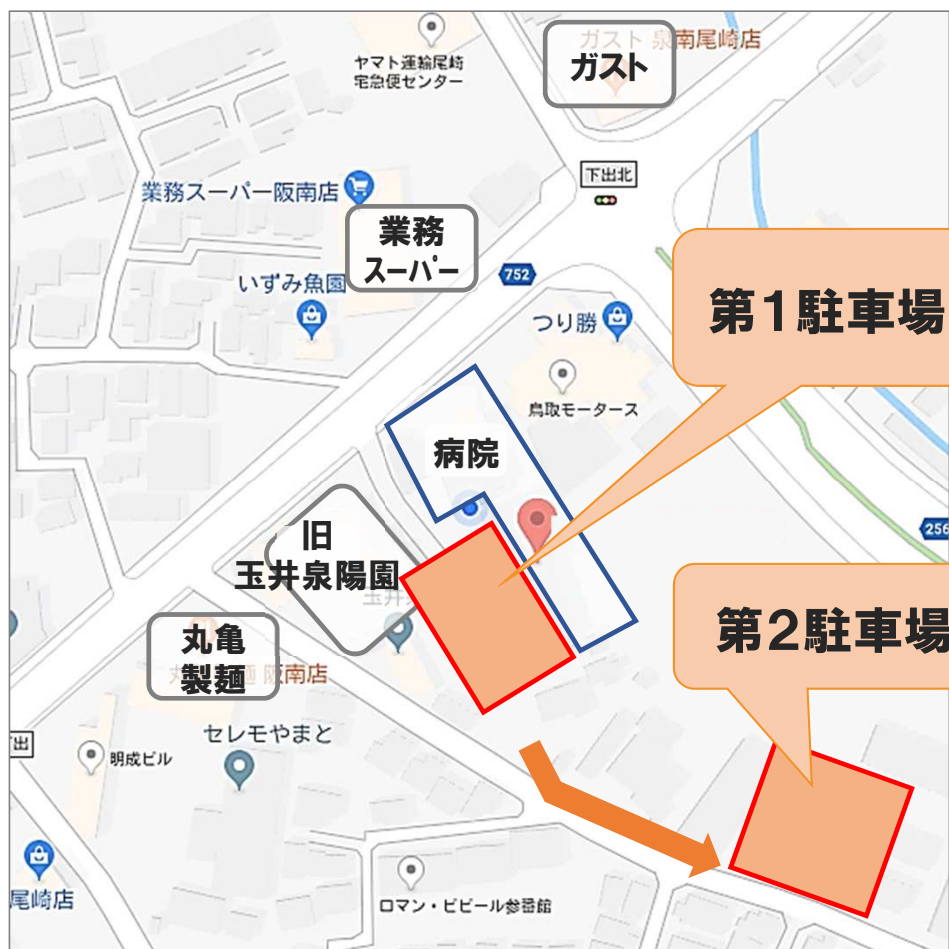 ガスト 泉南尾崎店
ヤマト運輸尾崎
宅急便センター
ガスト
下出北
業務スーパー阪南店
業務
スーパー
752
いずみ魚園
第1駐車場
つり勝
鳥取モータース
病院
256
旧
玉井泉陽園
玉井
第2駐車場
丸亀
製麺
阪南店
セレモやまと
出
明成ビル
尾崎店
ロマン・ビビール参番館